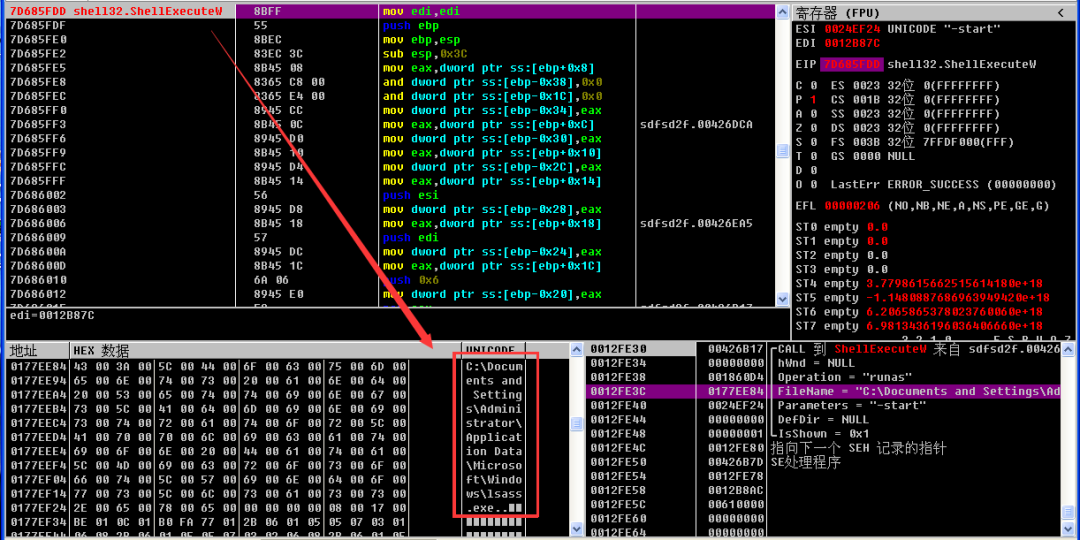 7D685FDD shell32.ShellExecuteW 8BFF mov edi,edi
7D685FDF 55 push ebp
7D685FE0 8BEC mov ebp,esp
7D685FE2 83EC 3C sub esp,0x3C
7D685FE5 8B45 08 mov eax,dword ptr ss:[ebp+0x8]
7D685FE8 8365 C8 00 and dword ptr ss:[ebp-0x38],0x0
7D685FEC 8365 E4 00 and dword ptr ss:[ebp-0x1C],0x0
7D685FF0 8945 CC mov dword ptr ss:[ebp-0x34],eax
7D685FF3 8B45 0C mov eax,dword ptr ss:[ebp+0xC] sdfsd2f.00426DCA
7D685FF6 8945 D0 mov dword ptr ss:[ebp-0x30],eax
7D685FF9 8B45 10 mov eax,dword ptr ss:[ebp+0x10]
7D685FFC 8945 D4 mov dword ptr ss:[ebp-0x2C],eax
7D685FFF 8B45 14 mov eax,dword ptr ss:[ebp+0x14]
7D686002 56 push esi
7D686003 8945 D8 mov dword ptr ss:[ebp-0x28],eax
7D686006 8B45 18 mov eax,dword ptr ss:[ebp+0x18] sdfsd2f.00426EA5
7D686009 57 push edi
7D68600A 8945 DC mov dword ptr ss:[ebp-0x24],eax
7D68600D 8B45 1C mov eax,dword ptr ss:[ebp+0x1C]
7D686010 6A 06 push 0x6
7D686012 8945 E0 mov dword ptr ss:[ebp-0x20],eax
edi=0012B87C
寄存器 (FPU) <
ESI 0024EF24 UNICODE "-start"
EDI 0012B87C
EIP 7D685FDD shell32.ShellExecuteW
C 0 ES 0023 32位 0(FFFFFFFF)
P 1 CS 001B 32位 0(FFFFFFFF)
A 0 SS 0023 32位 0(FFFFFFFF)
Z 0 DS 0023 32位 0(FFFFFFFF)
S 0 FS 003B 32位 7FFDF000(FFF)
T 0 GS 0000 NULL
D 0
O 0 LastErr ERROR_SUCCESS (00000000)
EFL 00000206 (NO,NB,NE,A,NS,PE,GE,G)
ST0 empty 0.0
ST1 empty 0.0
ST2 empty 0.0
ST3 empty 0.0
ST4 empty 3.7798615662515614180e+18
ST5 empty -1.1480887686963949420e+18
ST6 empty 6.2065865378023760060e+18
ST7 empty 6.9813436196036406660e+18
3 2 1 0 E S P U O Z
地址 HEX 数据 UNICODE
0177EE84 43 00 3A 00 5C 00 44 00 6F 00 63 00 75 00 6D 00 C:\Docum
0177EE94 65 00 6E 00 74 00 73 00 20 00 61 00 6E 00 64 00 ents and
0177EEA4 20 00 53 00 65 00 74 00 74 00 69 00 6E 00 67 00 Setting
0177EEB4 73 00 5C 00 41 00 64 00 6D 00 69 00 6E 00 69 00 s\Admini
0177EEC4 73 00 74 00 72 00 61 00 74 00 6F 00 72 00 5C 00 strator\
0177EED4 41 00 70 00 70 00 6C 00 69 00 63 00 61 00 74 00 Applicat
0177EEE4 69 00 6F 00 6E 00 20 00 44 00 61 00 74 00 61 00 ion Data
0177EEF4 5C 00 4D 00 69 00 63 00 72 00 6F 00 73 00 6F 00 \Microso
0177EF04 66 00 74 00 5C 00 57 00 69 00 6E 00 64 00 6F 00 ft\Windo
0177EF14 77 00 73 00 5C 00 6C 00 73 00 61 00 73 00 73 00 ws\lsass
0177EF24 2E 00 65 00 78 00 65 00 00 00 00 00 08 00 17 00 .exe..
0177EF34 BE 01 0C 01 B0 FA 77 01 2B 06 01 05 05 07 03 01
0012FE30 00426B17 CALL 到 ShellExecuteW 来自 sdfsd2f.00426
0012FE34 00000000 hWnd = NULL
0012FE38 01860D4 Operation = "runas"
0012FE3C 0177EE84 FileName = "C:\Documents and Settings\Ad
0012FE40 0024EF24 Parameters = "-start"
0012FE44 00000000 DefDir = NULL
0012FE48 00000001 IsShown = 0x1
0012FE4C 0012FE80 指向下一个 SEH 记录的指针
0012FE50 00426B7D SE处理程序
0012FE54 0012FE78
0012FE58 0012B8AC
0012FE5C 00610000
0012FE60 00000000
0012FE64 00000000